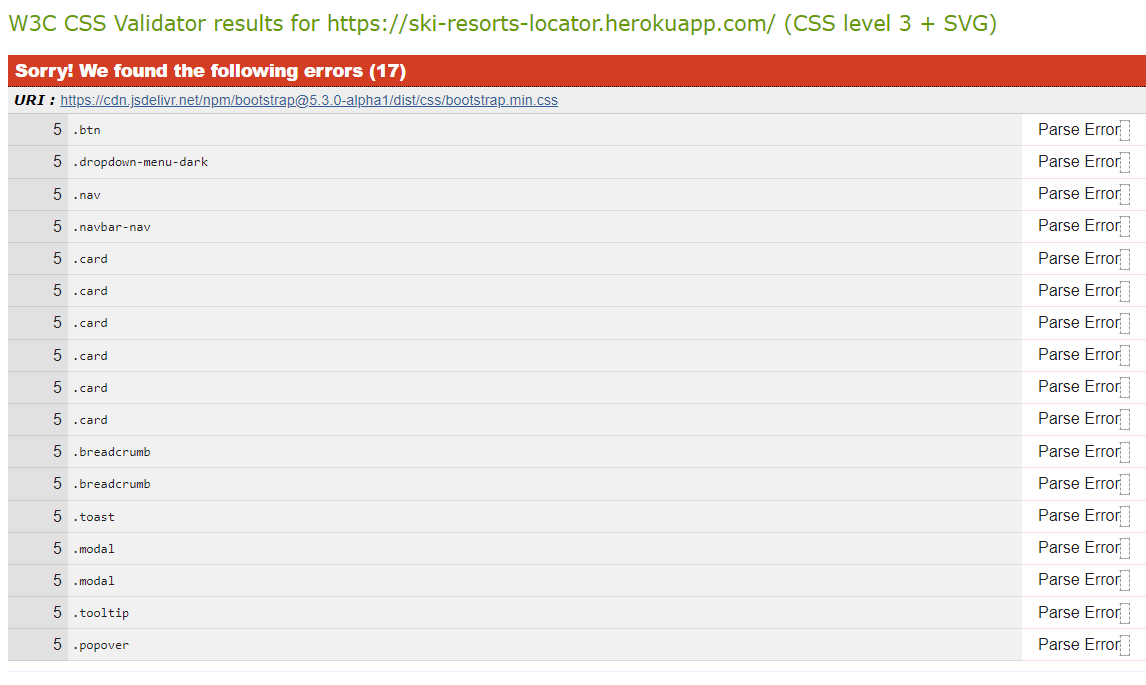 W3C CSS Validator results for https://ski-resorts-locator.herokuapp.com/ (CSS level 3 + SVG)
Sorry! We found the following errors (17)
URI : https://cdn.jsdelivr.net/npm/bootstrap@5.3.0-alpha1/dist/css/bootstrap.min.css
5 .btn Parse Error
5 .dropdown-menu-dark Parse Error
5 .nav Parse Error
5 .navbar-nav Parse Error
5 .card Parse Error
5 .card Parse Error
5 .card Parse Error
5 .card Parse Error
5 .card Parse Error
5 .card Parse Error
5 .breadcrumb Parse Error
5 .breadcrumb Parse Error
5 .toast Parse Error
5 .modal Parse Error
5 .modal Parse Error
5 .tooltip Parse Error
5 .popover Parse Error